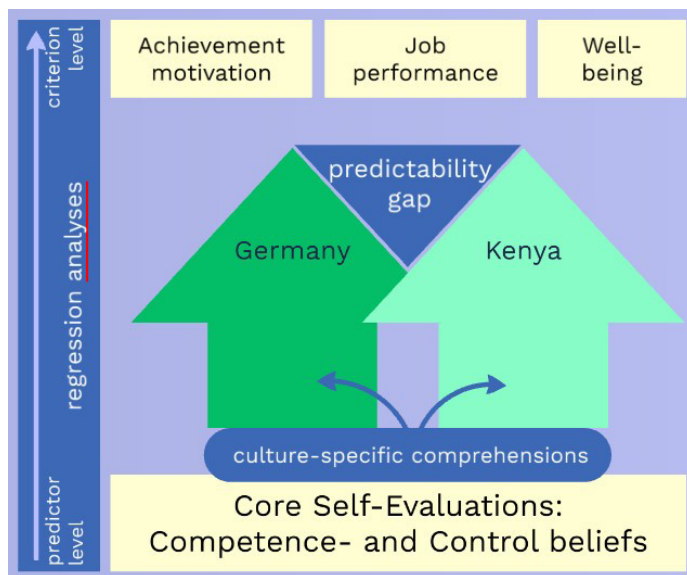 criterion
level
regression analyses
predictor
level
Achievement
motivation
Job
performance
Well-
being
predictability
gap
Germany
Kenya
culture-specific comprehensions
Core Self-Evaluations:
Competence- and Control beliefs